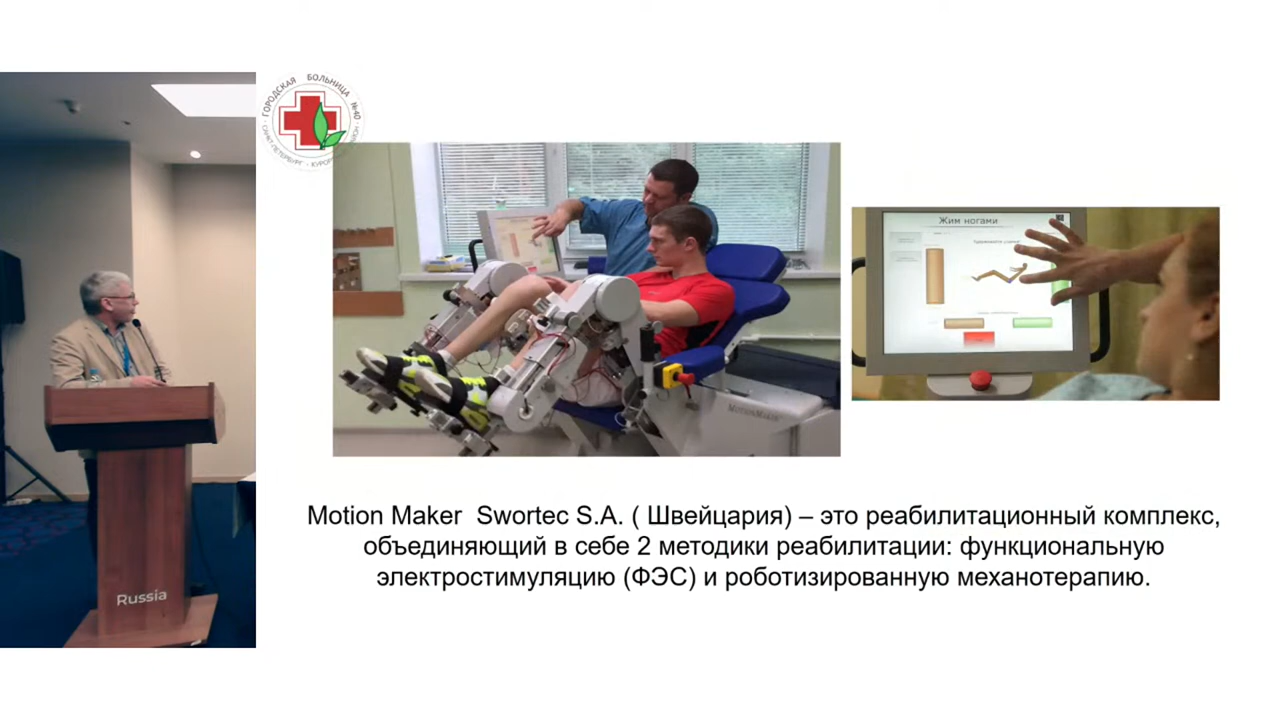 ГОРОДСКАЯ БОЛЬНИЦА №40
САНКТ-ПЕТЕРБУРГ
Жим ногами
MOTIONMAKER
Russia
Motion Maker Swortec S.A. ( Швейцария) – это реабилитационный комплекс,
объединяющий в себе 2 методики реабилитации: функциональную
электростимуляцию (ФЭС) и роботизированную механотерапию.